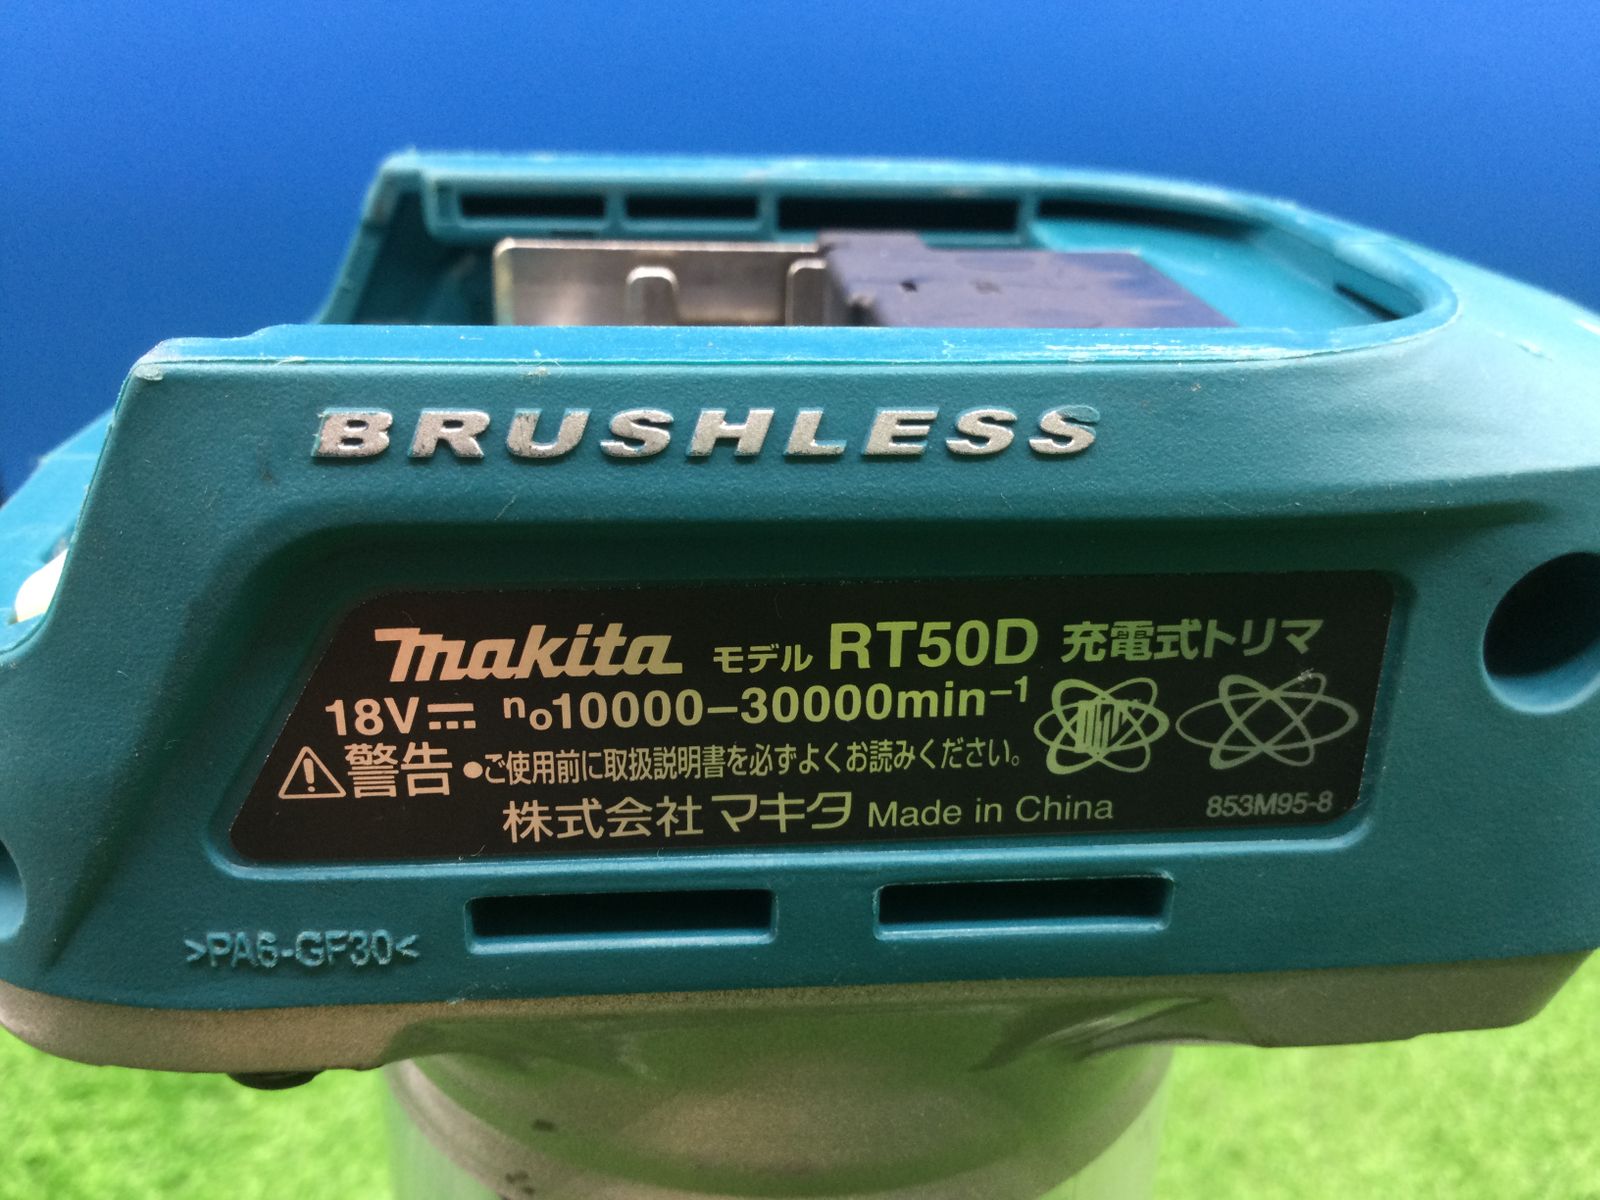 BRUSHLESS
makita モデル RT50D 充電式トリマ
18V⎓ n₀10000–30000min⁻¹
⚠警告 ●ご使用前に取扱説明書を必ずよくお読みください。
株式会社マキタ Made in China 853M95-8
>PA6-GF30<